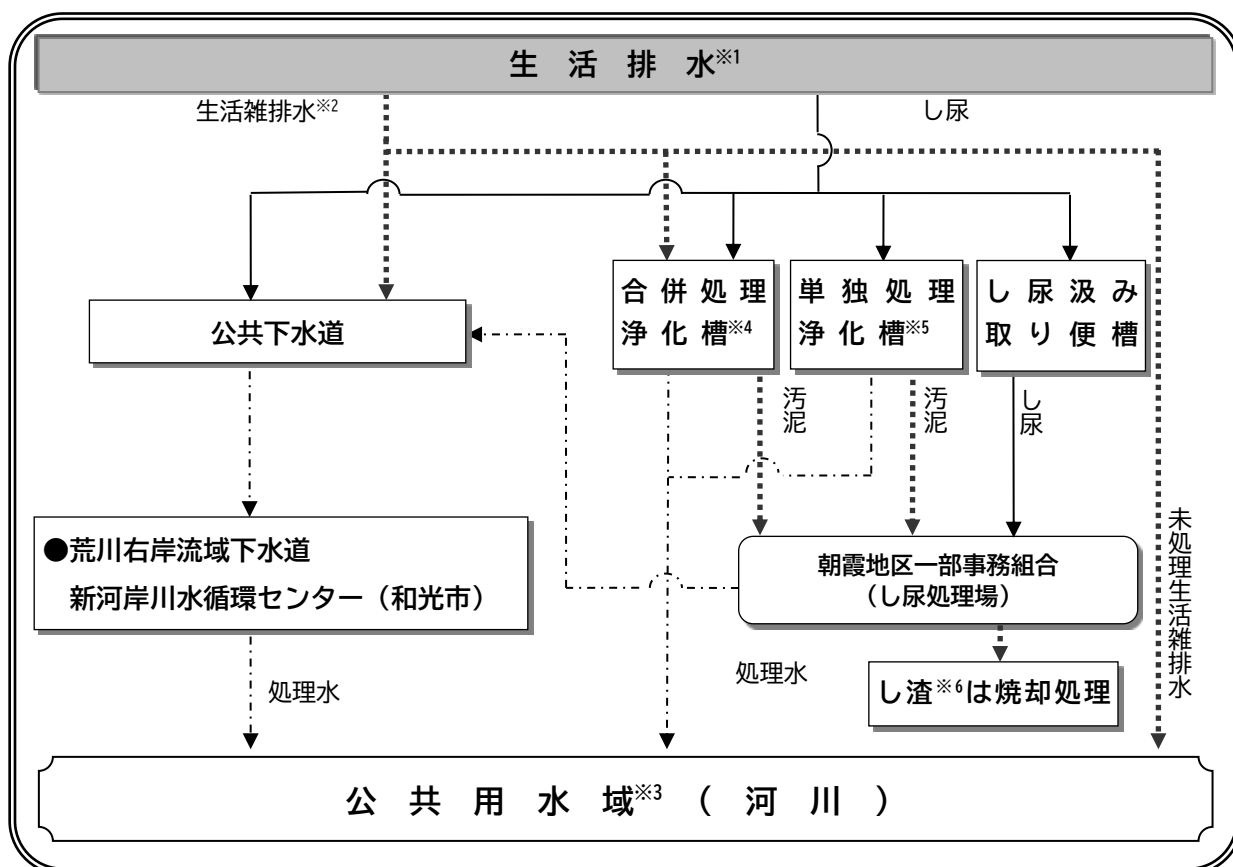 生活排水※1
生活雑排水※2
し尿
合併処理
浄化槽※4
単独処理
浄化槽※5
し尿汲み
取り便槽
公共下水道
汚泥
汚泥
し尿
●荒川右岸流域下水道
新河岸川水循環センター（和光市）
朝霞地区一部事務組合
（し尿処理場）
未処理生活雑排水
処理水
処理水
し渣※6は焼却処理
公共用水域※3（河川）